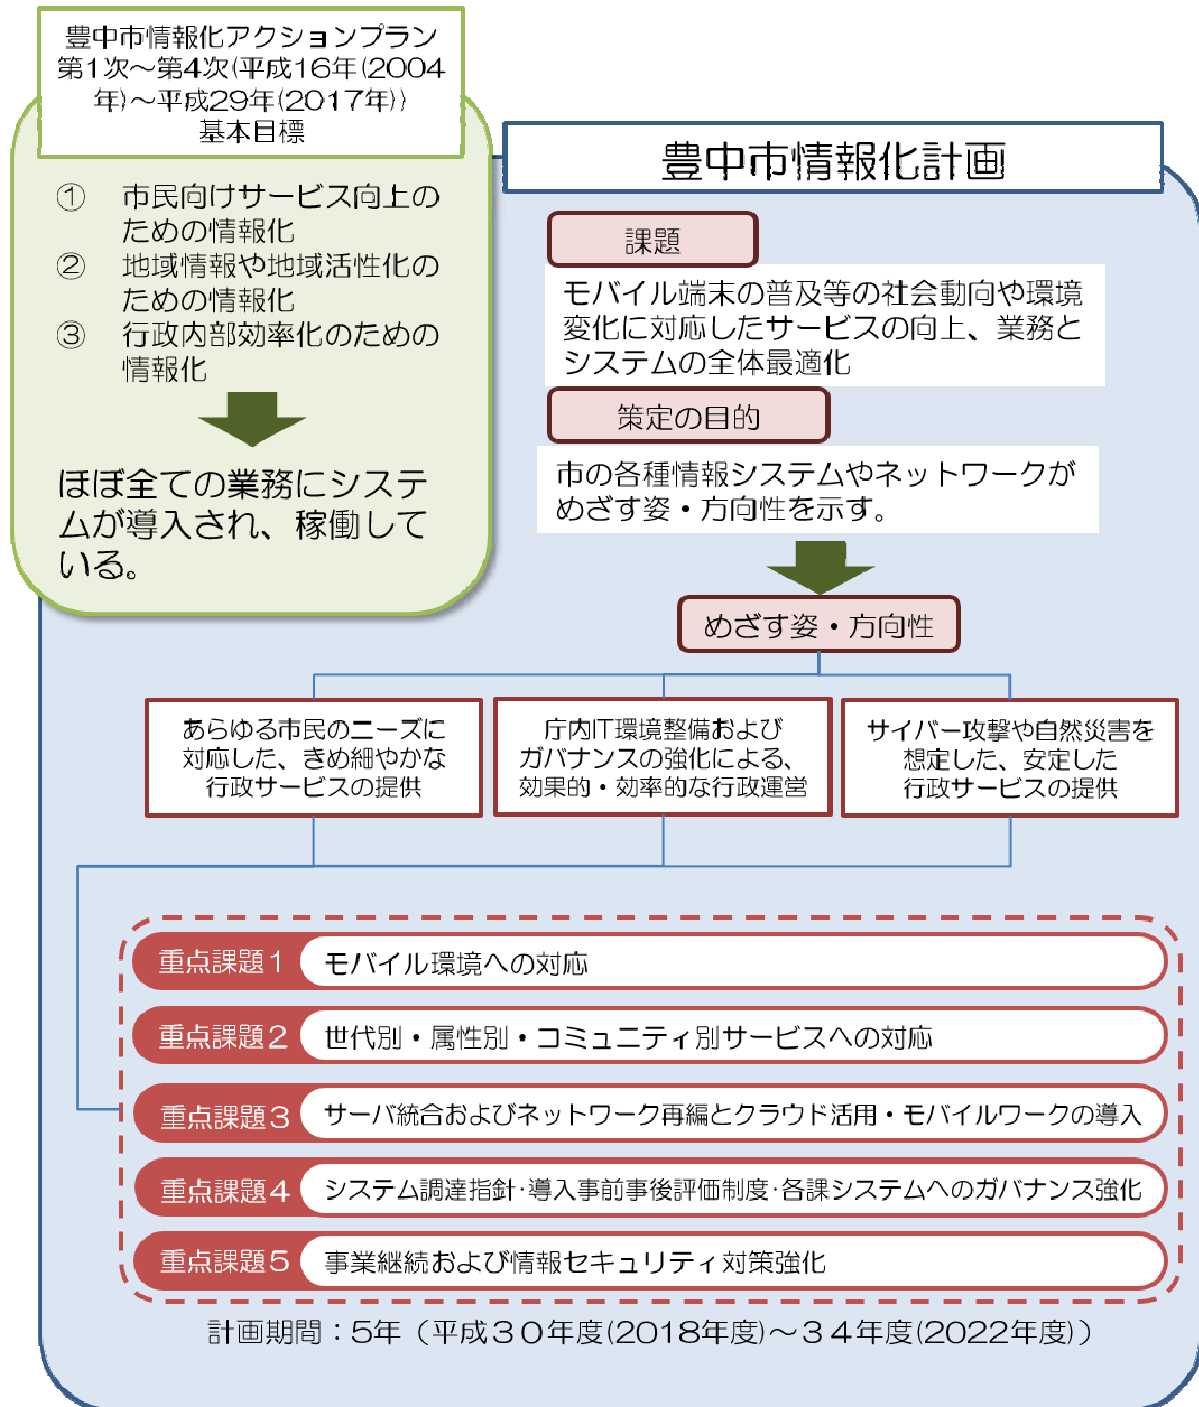 豊中市情報化アクションプラン
第1次～第4次(平成16年(2004
年)～平成29年(2017年))
基本目標
① 市民向けサービス向上の
ための情報化
② 地域情報や地域活性化の
ための情報化
③ 行政内部効率化のための
情報化
ほぼ全ての業務にシステ
ムが導入され、稼働して
いる。
豊中市情報化計画
課題
モバイル端末の普及等の社会動向や環境
変化に対応したサービスの向上、業務と
システムの全体最適化
策定の目的
市の各種情報システムやネットワークが
めざす姿・方向性を示す。
めざす姿・方向性
あらゆる市民のニーズに
対応した、きめ細やかな
行政サービスの提供
庁内IT環境整備および
ガバナンスの強化による、
効果的・効率的な行政運営
サイバー攻撃や自然災害を
想定した、安定した
行政サービスの提供
重点課題１ モバイル環境への対応
重点課題２ 世代別・属性別・コミュニティ別サービスへの対応
重点課題３ サーバ統合およびネットワーク再編とクラウド活用・モバイルワークの導入
重点課題４ システム調達指針･導入事前事後評価制度･各課システムへのガバナンス強化
重点課題５ 事業継続および情報セキュリティ対策強化
計画期間：5年（平成３０年度(2018年度)～３４年度(2022年度)）